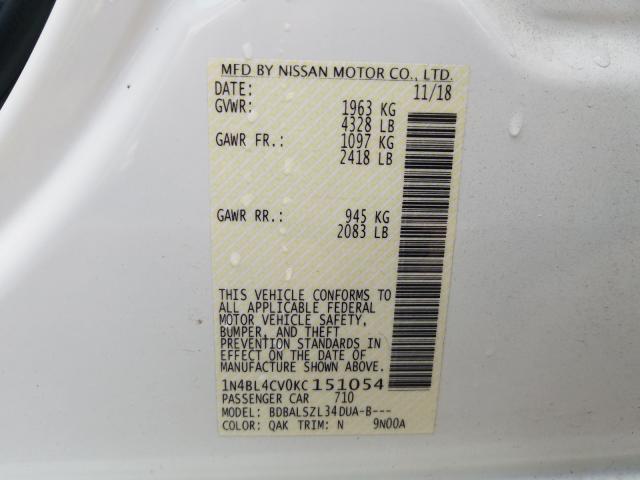 MFD BY NISSAN MOTOR CO., LTD.
DATE: 11/18
GVWR: 1963 KG
4328 LB
GAWR FR.: 1097 KG
2418 LB
GAWR RR.: 945 KG
2083 LB
THIS VEHICLE CONFORMS TO
ALL APPLICABLE FEDERAL
MOTOR VEHICLE SAFETY,
BUMPER, AND THEFT
PREVENTION STANDARDS IN
EFFECT ON THE DATE OF
MANUFACTURE SHOWN ABOVE.
1N4BL4CV0KC151054
PASSENGER CAR 710
MODEL: BDBALSZL34DUA-B---
COLOR: QAK TRIM: N 9N00A